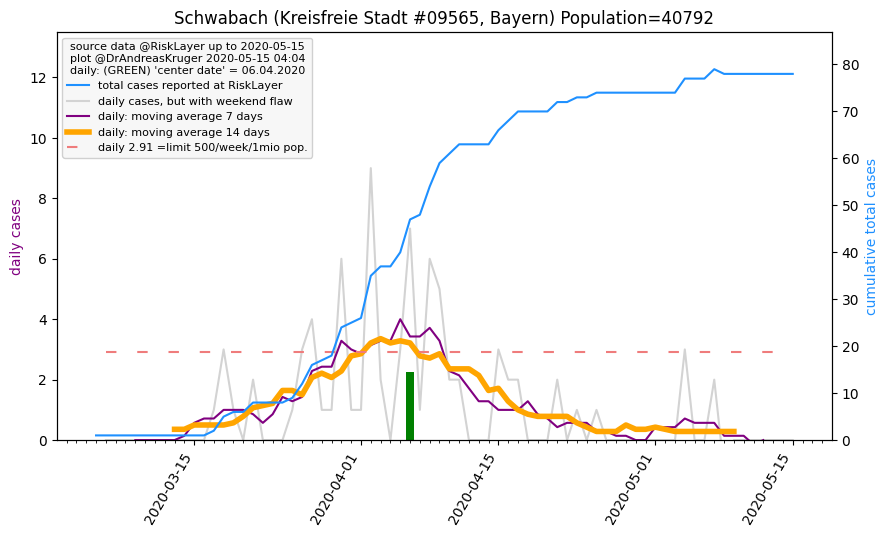 Schwabach (Kreisfreie Stadt #09565, Bayern) Population=40792
source data @RiskLayer up to 2020-05-15
plot @DrAndreasKruger 2020-05-15 04:04
daily: (GREEN) 'center date' = 06.04.2020
total cases reported at RiskLayer
daily cases, but with weekend flaw
daily: moving average 7 days
daily: moving average 14 days
daily 2.91 =limit 500/week/1mio pop.
daily cases
12
10
8
6
4
2
0
80
70
60
50
40
30
20
10
0
cumulative total cases
2020-03-15
2020-04-01
2020-04-15
2020-05-01
2020-05-15